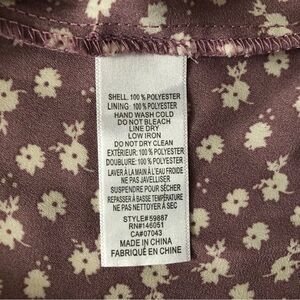 SHELL: 100% POLYESTER
LINING: 100% POLYESTER
HAND WASH COLD
DO NOT BLEACH
LINE DRY
LOW IRON
DO NOT DRY CLEAN
EXTÉRIEUR: 100% POLYESTER
DOUBLURE: 100% POLYESTER
LAVER À LA MAIN À L'EAU FROIDE
NE PAS JAVELLISER
SUSPENDRE POUR SÉCHER
REPASSER À BASSE TEMPÉRATURE
NE PAS NETTOYER À SEC
STYLE#59887
RN#146051
CA#07043
MADE IN CHINA
FABRIQUÉ EN CHINE